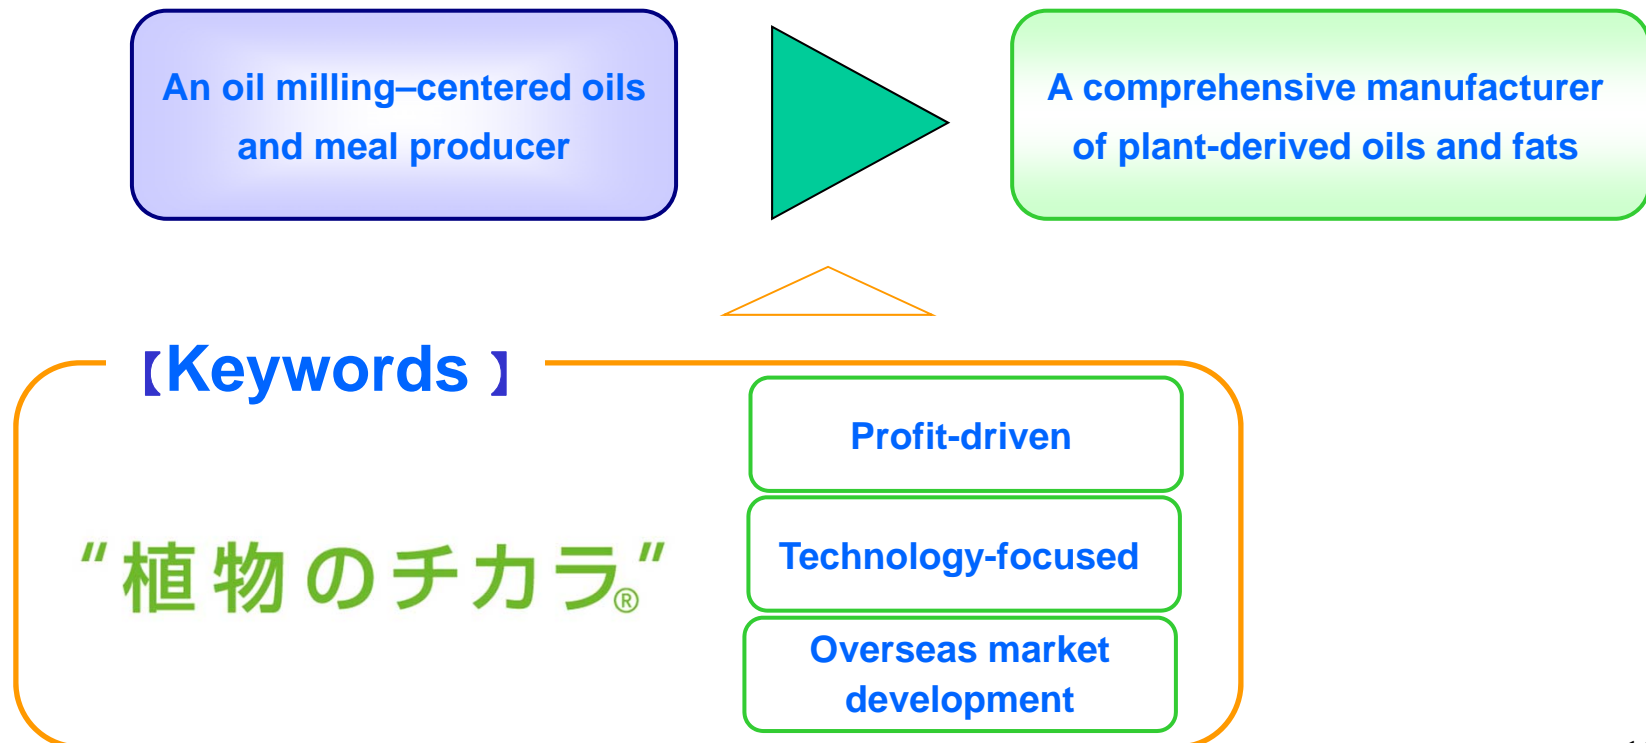 An oil milling–centered oils
and meal producer
A comprehensive manufacturer
of plant-derived oils and fats
【Keywords 】
"植物のチカラ®"
Profit-driven
Technology-focused
Overseas market
development